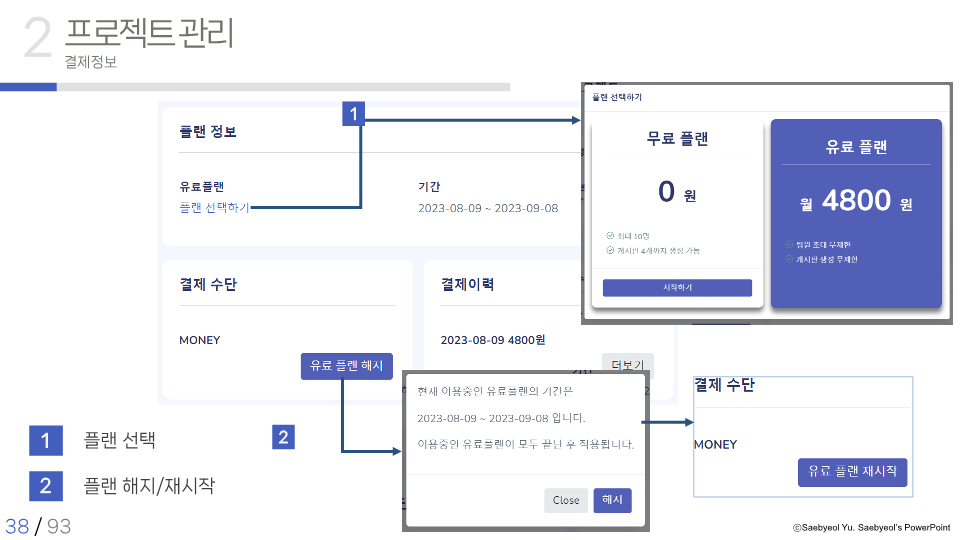 2
프로젝트 관리
결제정보
플랜 정보
1
유료플랜
플랜 선택하기
기간
2023-08-09 ~ 2023-09-08
플랜 선택하기
무료 플랜
0 원
최대 10명
게시판 4개까지 생성 가능
시작하기
유료 플랜
월 4800 원
팀원 초대 무제한
게시판 생성 무제한
결제 수단
MONEY
유료 플랜 해지
결제이력
2023-08-09 4800원
더보기
2
현재 이용중인 유료플랜의 기간은
2023-08-09 ~ 2023-09-08 입니다.
이용중인 유료플랜이 모두 끝난 후 적용됩니다.
Close
해지
결제 수단
MONEY
유료 플랜 재시작
1 플랜 선택
2 플랜 해지/재시작
38 / 93
ⓒSaebyeol Yu. Saebyeol's PowerPoint